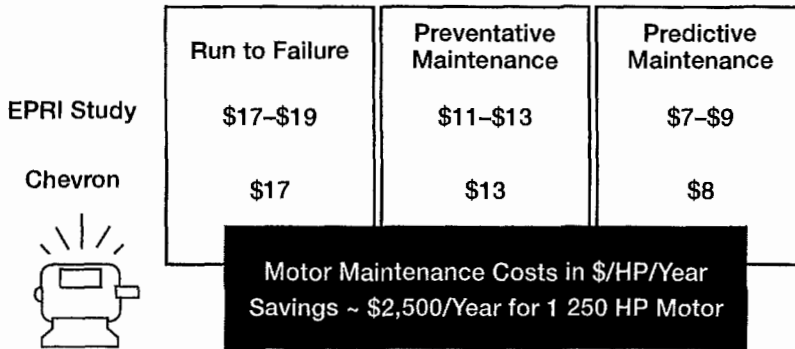 Run to Failure
Preventative
Maintenance
Predictive
Maintenance
EPRI Study $17–$19 $11–$13 $7–$9
Chevron $17 $13 $8
Motor Maintenance Costs in $/HP/Year
Savings ~ $2,500/Year for 1 250 HP Motor